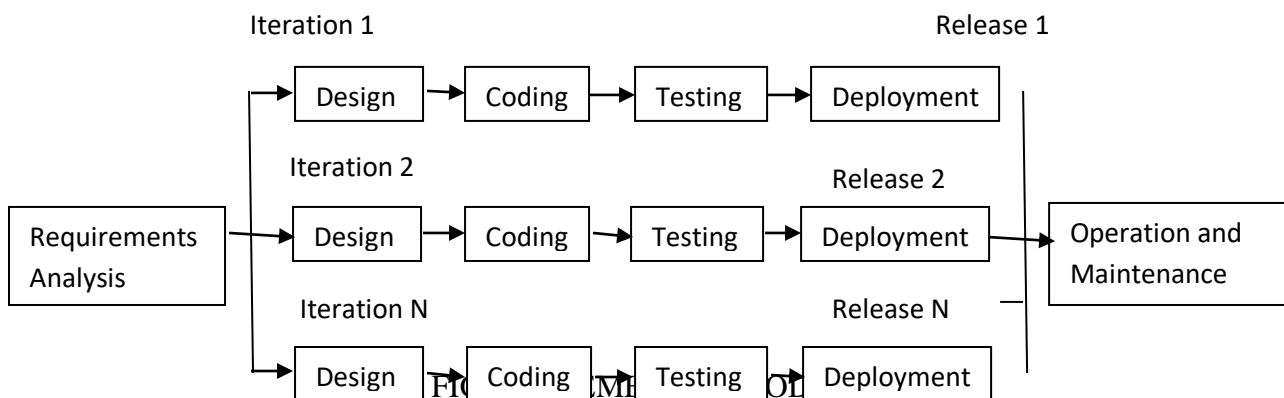 Iteration 1
Release 1
Design
Coding
Testing
Deployment
Iteration 2
Release 2
Requirements
Analysis
Design
Coding
Testing
Deployment
Operation and
Maintenance
Iteration N
Release N
Design
Coding
Testing
Deployment